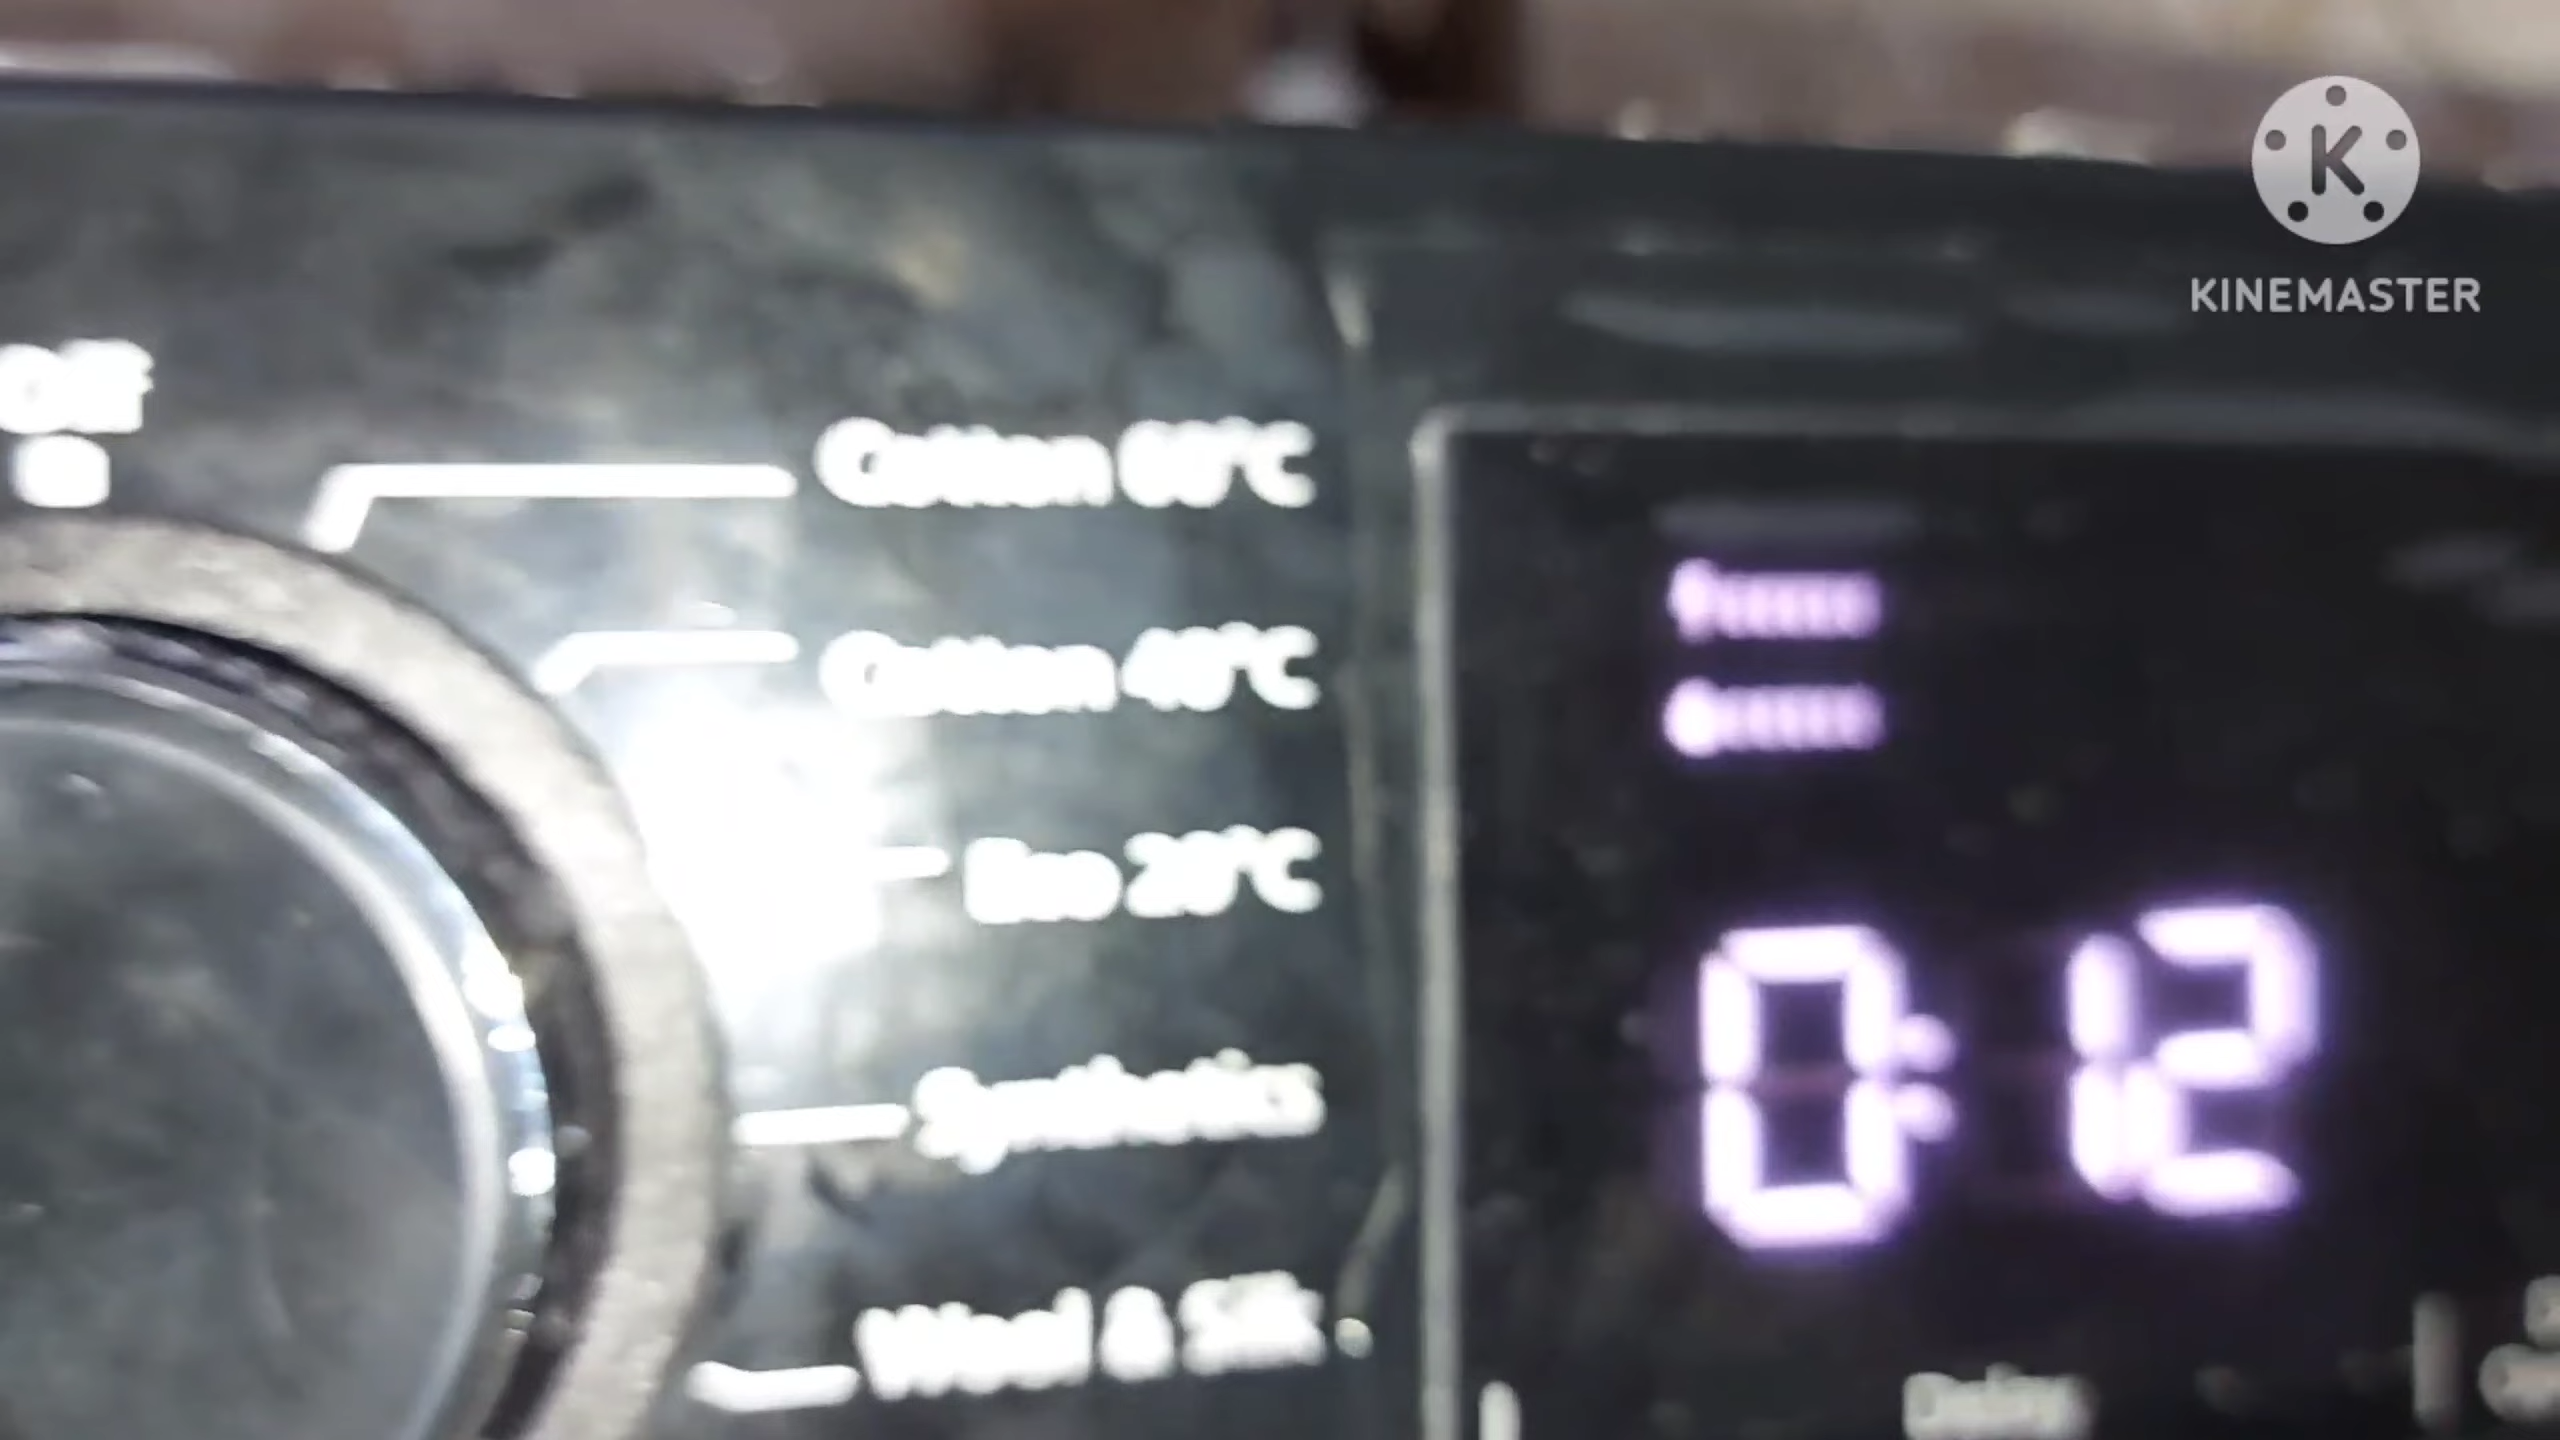 Off
Cotton 60°C
Cotton 40°C
Eco 20°C
Synthetics
Wool & Silk
0:12
Delay
K
KINEMASTER